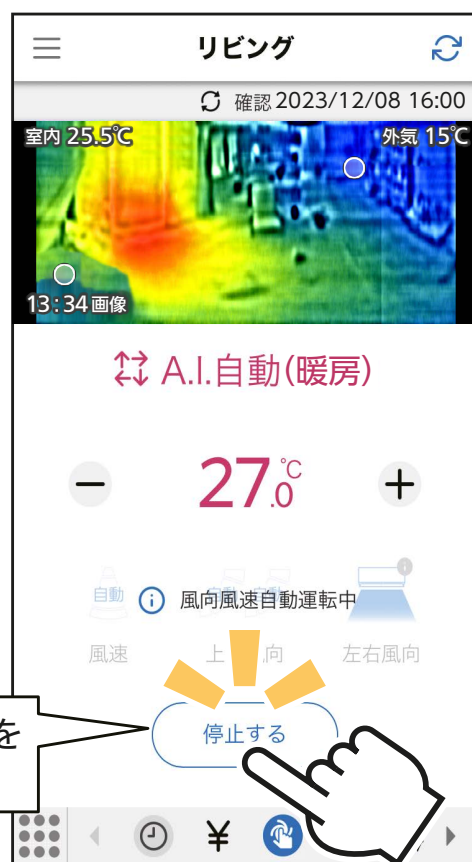 リビング
確認 2023/12/08 16:00
室内 25.5℃
外気 15℃
13:34 画像
A.I.自動(暖房)
27.0℃
自動
風向風速自動運転中
風速
上
向
左右風向
を
停止する
¥